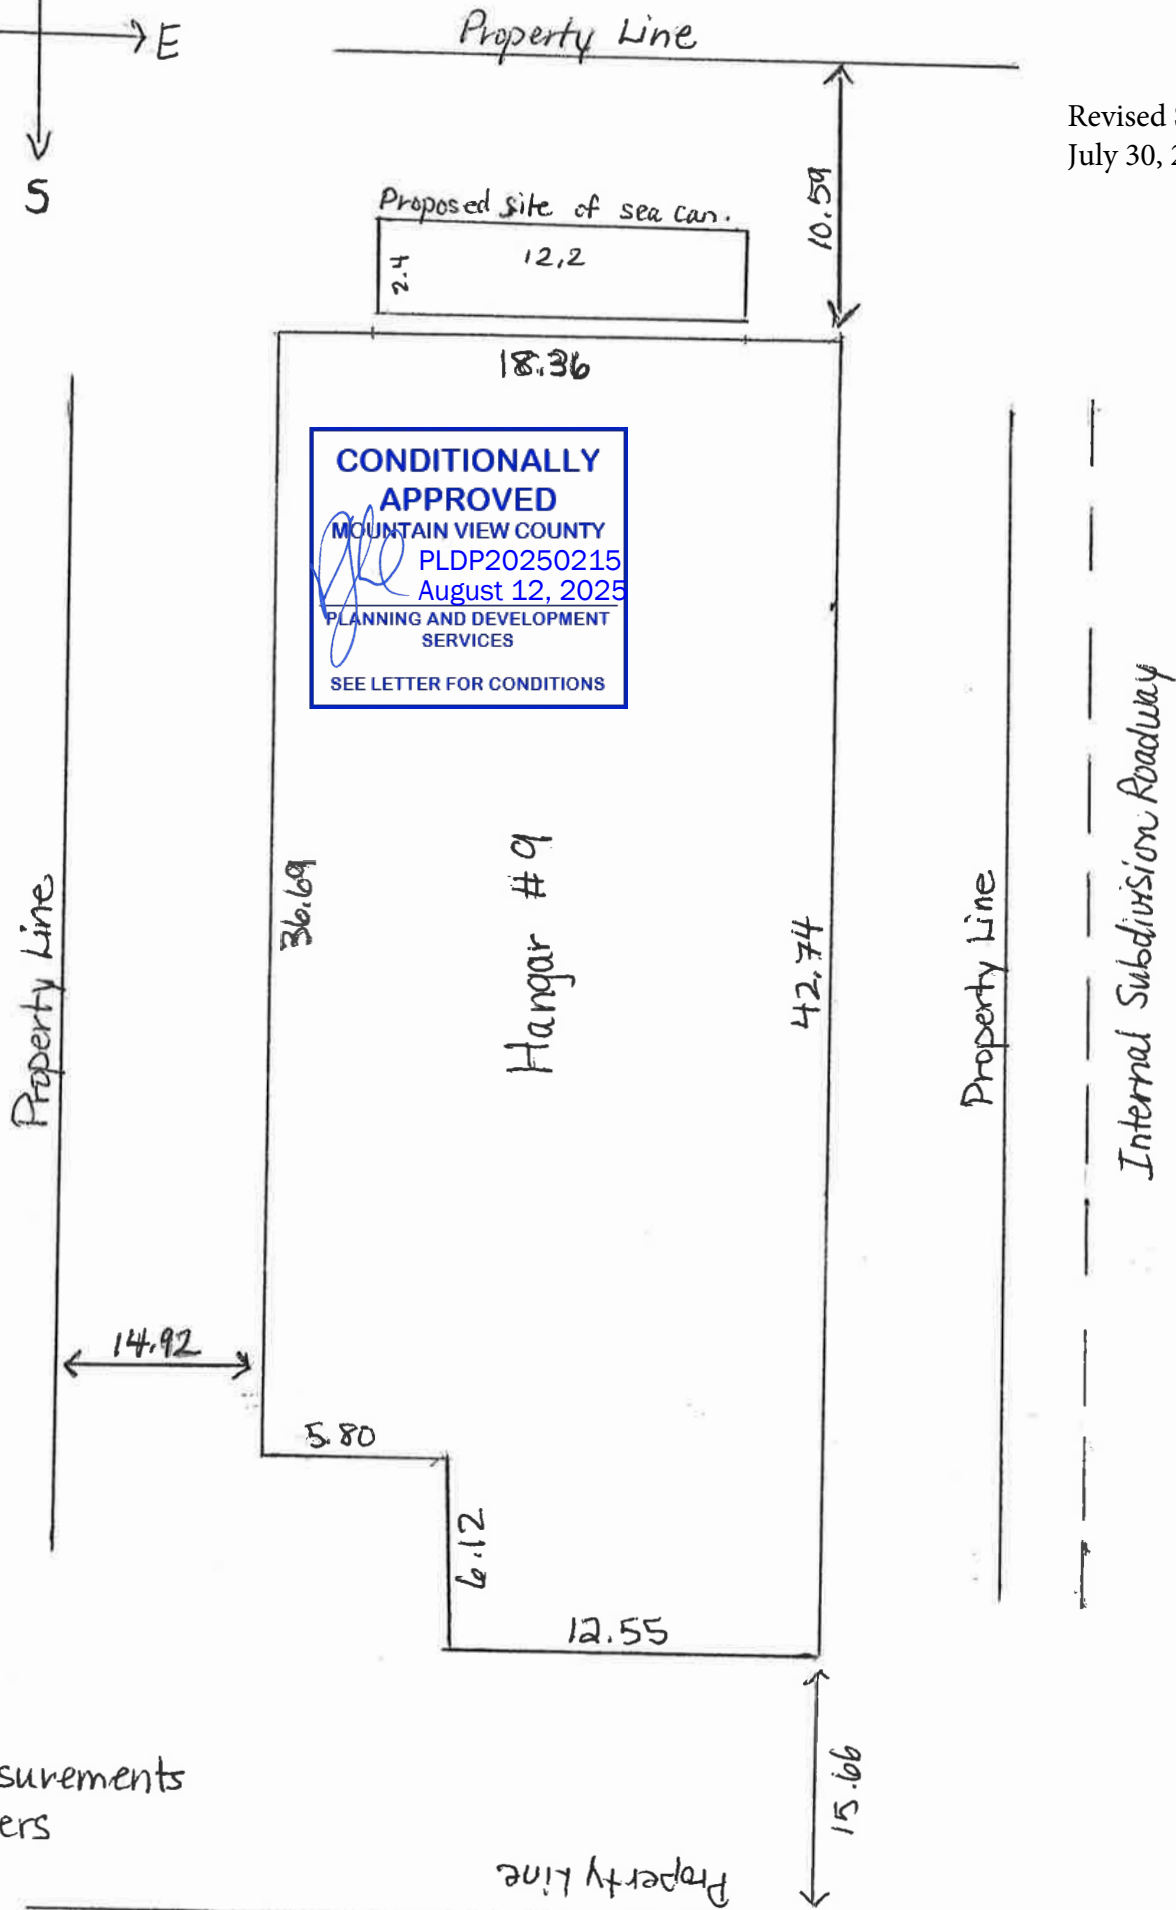 E
S
Property Line
Revised
July 30,
10.59
Proposed site of sea can.
2.4
12,2
18.36
CONDITIONALLY
APPROVED
MOUNTAIN VIEW COUNTY
PLDP20250215
August 12, 2025
PLANNING AND DEVELOPMENT
SERVICES
SEE LETTER FOR CONDITIONS
Property Line
36.69
Hangar #9
42.74
Property Line
Internal Subdivision Roadway
14.92
5.80
6.12
12.55
15.66
surements
ers
Property Line